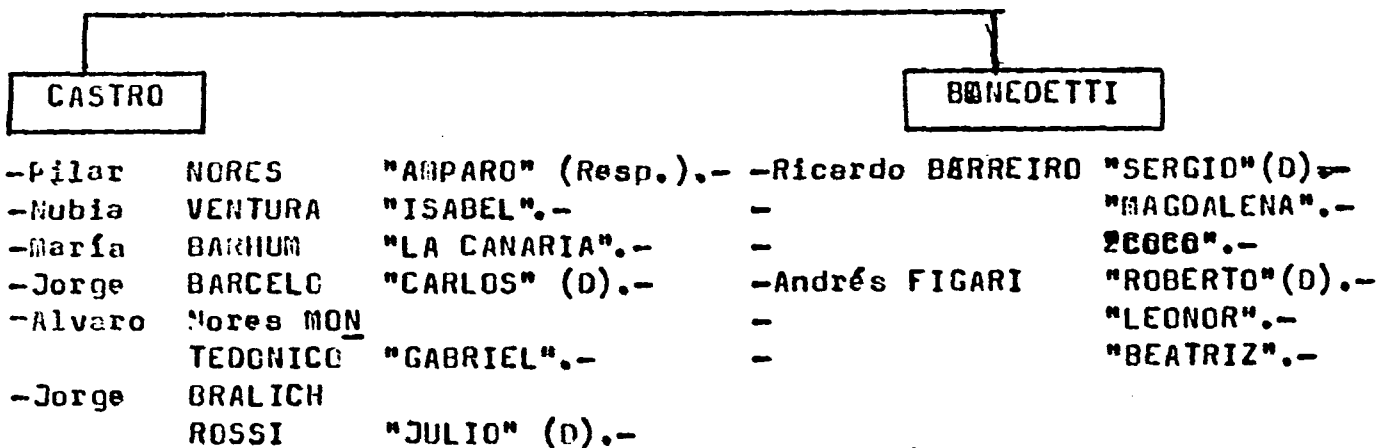 CASTRO
BENEDETTI
-Pilar NORES "AMPARO" (Resp.).-
-Nubia VENTURA "ISABEL".-
-María BARHUM "LA CANARIA".-
-Jorge BARCELO "CARLOS" (D).-
-Alvaro Nores MON
TEDONICO "GABRIEL".-
-Jorge BRALICH
ROSSI "JULIO" (D).-
-Ricardo BARREIRO "SERGIO"(D).-
- "MAGDALENA".-
- "COCO".-
-Andrés FIGARI "ROBERTO"(D).-
- "LEONOR".-
- "BEATRIZ".-